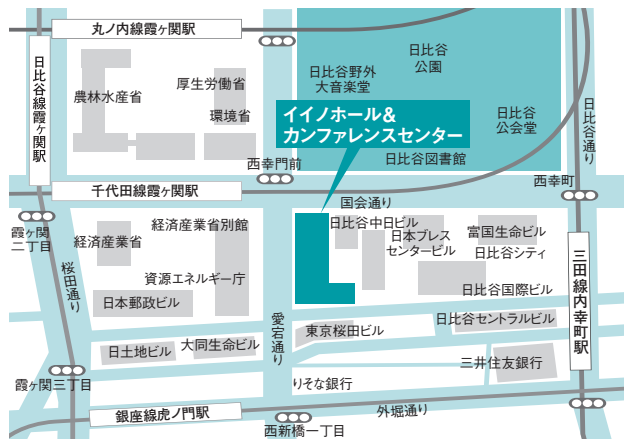 丸ノ内線霞ヶ関駅
日比谷線霞ヶ関駅
農林水産省
厚生労働省
環境省
日比谷野外
大音楽堂
日比谷
公園
日比谷
公会堂
日比谷通り
イイノホール&
カンファレンスセンター
西幸門前
日比谷図書館
千代田線霞ヶ関駅
国会通り
西幸町
霞ヶ関
二丁目
桜田通り
経済産業省
経済産業省別館
資源エネルギー庁
日本郵政ビル
日比谷中日ビル
日本プレス
センタービル
富国生命ビル
日比谷シティ
日比谷国際ビル
三田線内幸町駅
愛宕通り
日土地ビル
大同生命ビル
東京桜田ビル
日比谷セントラルビル
三井住友銀行
霞ヶ関三丁目
りそな銀行
銀座線虎ノ門駅
外堀通り
西新橋一丁目